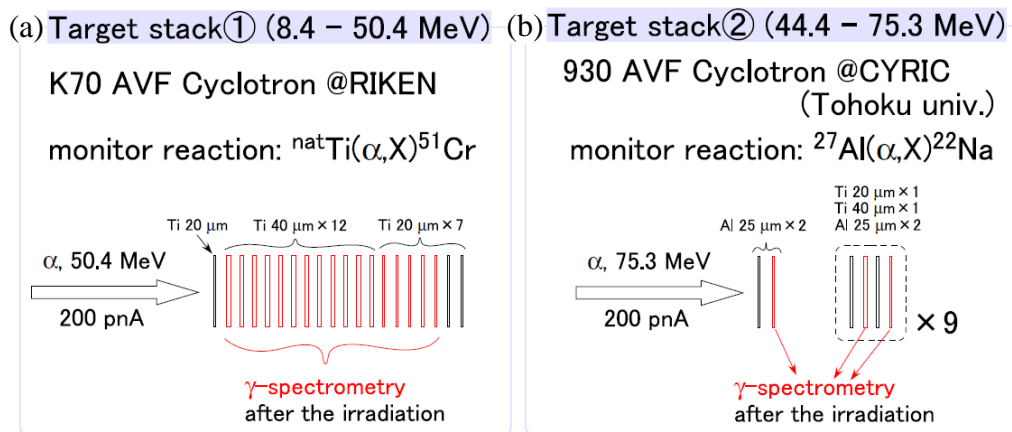 (a) Target stack① (8.4 – 50.4 MeV)
K70 AVF Cyclotron @RIKEN
monitor reaction: ⁿᵃᵗTi(α,X)⁵¹Cr
Ti 20 μm
Ti 40 μm×12
Ti 20 μm×7
α, 50.4 MeV
200 pnA
γ-spectrometry
after the irradiation
(b) Target stack② (44.4 – 75.3 MeV)
930 AVF Cyclotron @CYRIC
(Tohoku univ.)
monitor reaction: ²⁷Al(α,X)²²Na
Al 25 μm×2
Ti 20 μm×1
Ti 40 μm×1
Al 25 μm×2
α, 75.3 MeV
200 pnA
×9
γ-spectrometry
after the irradiation